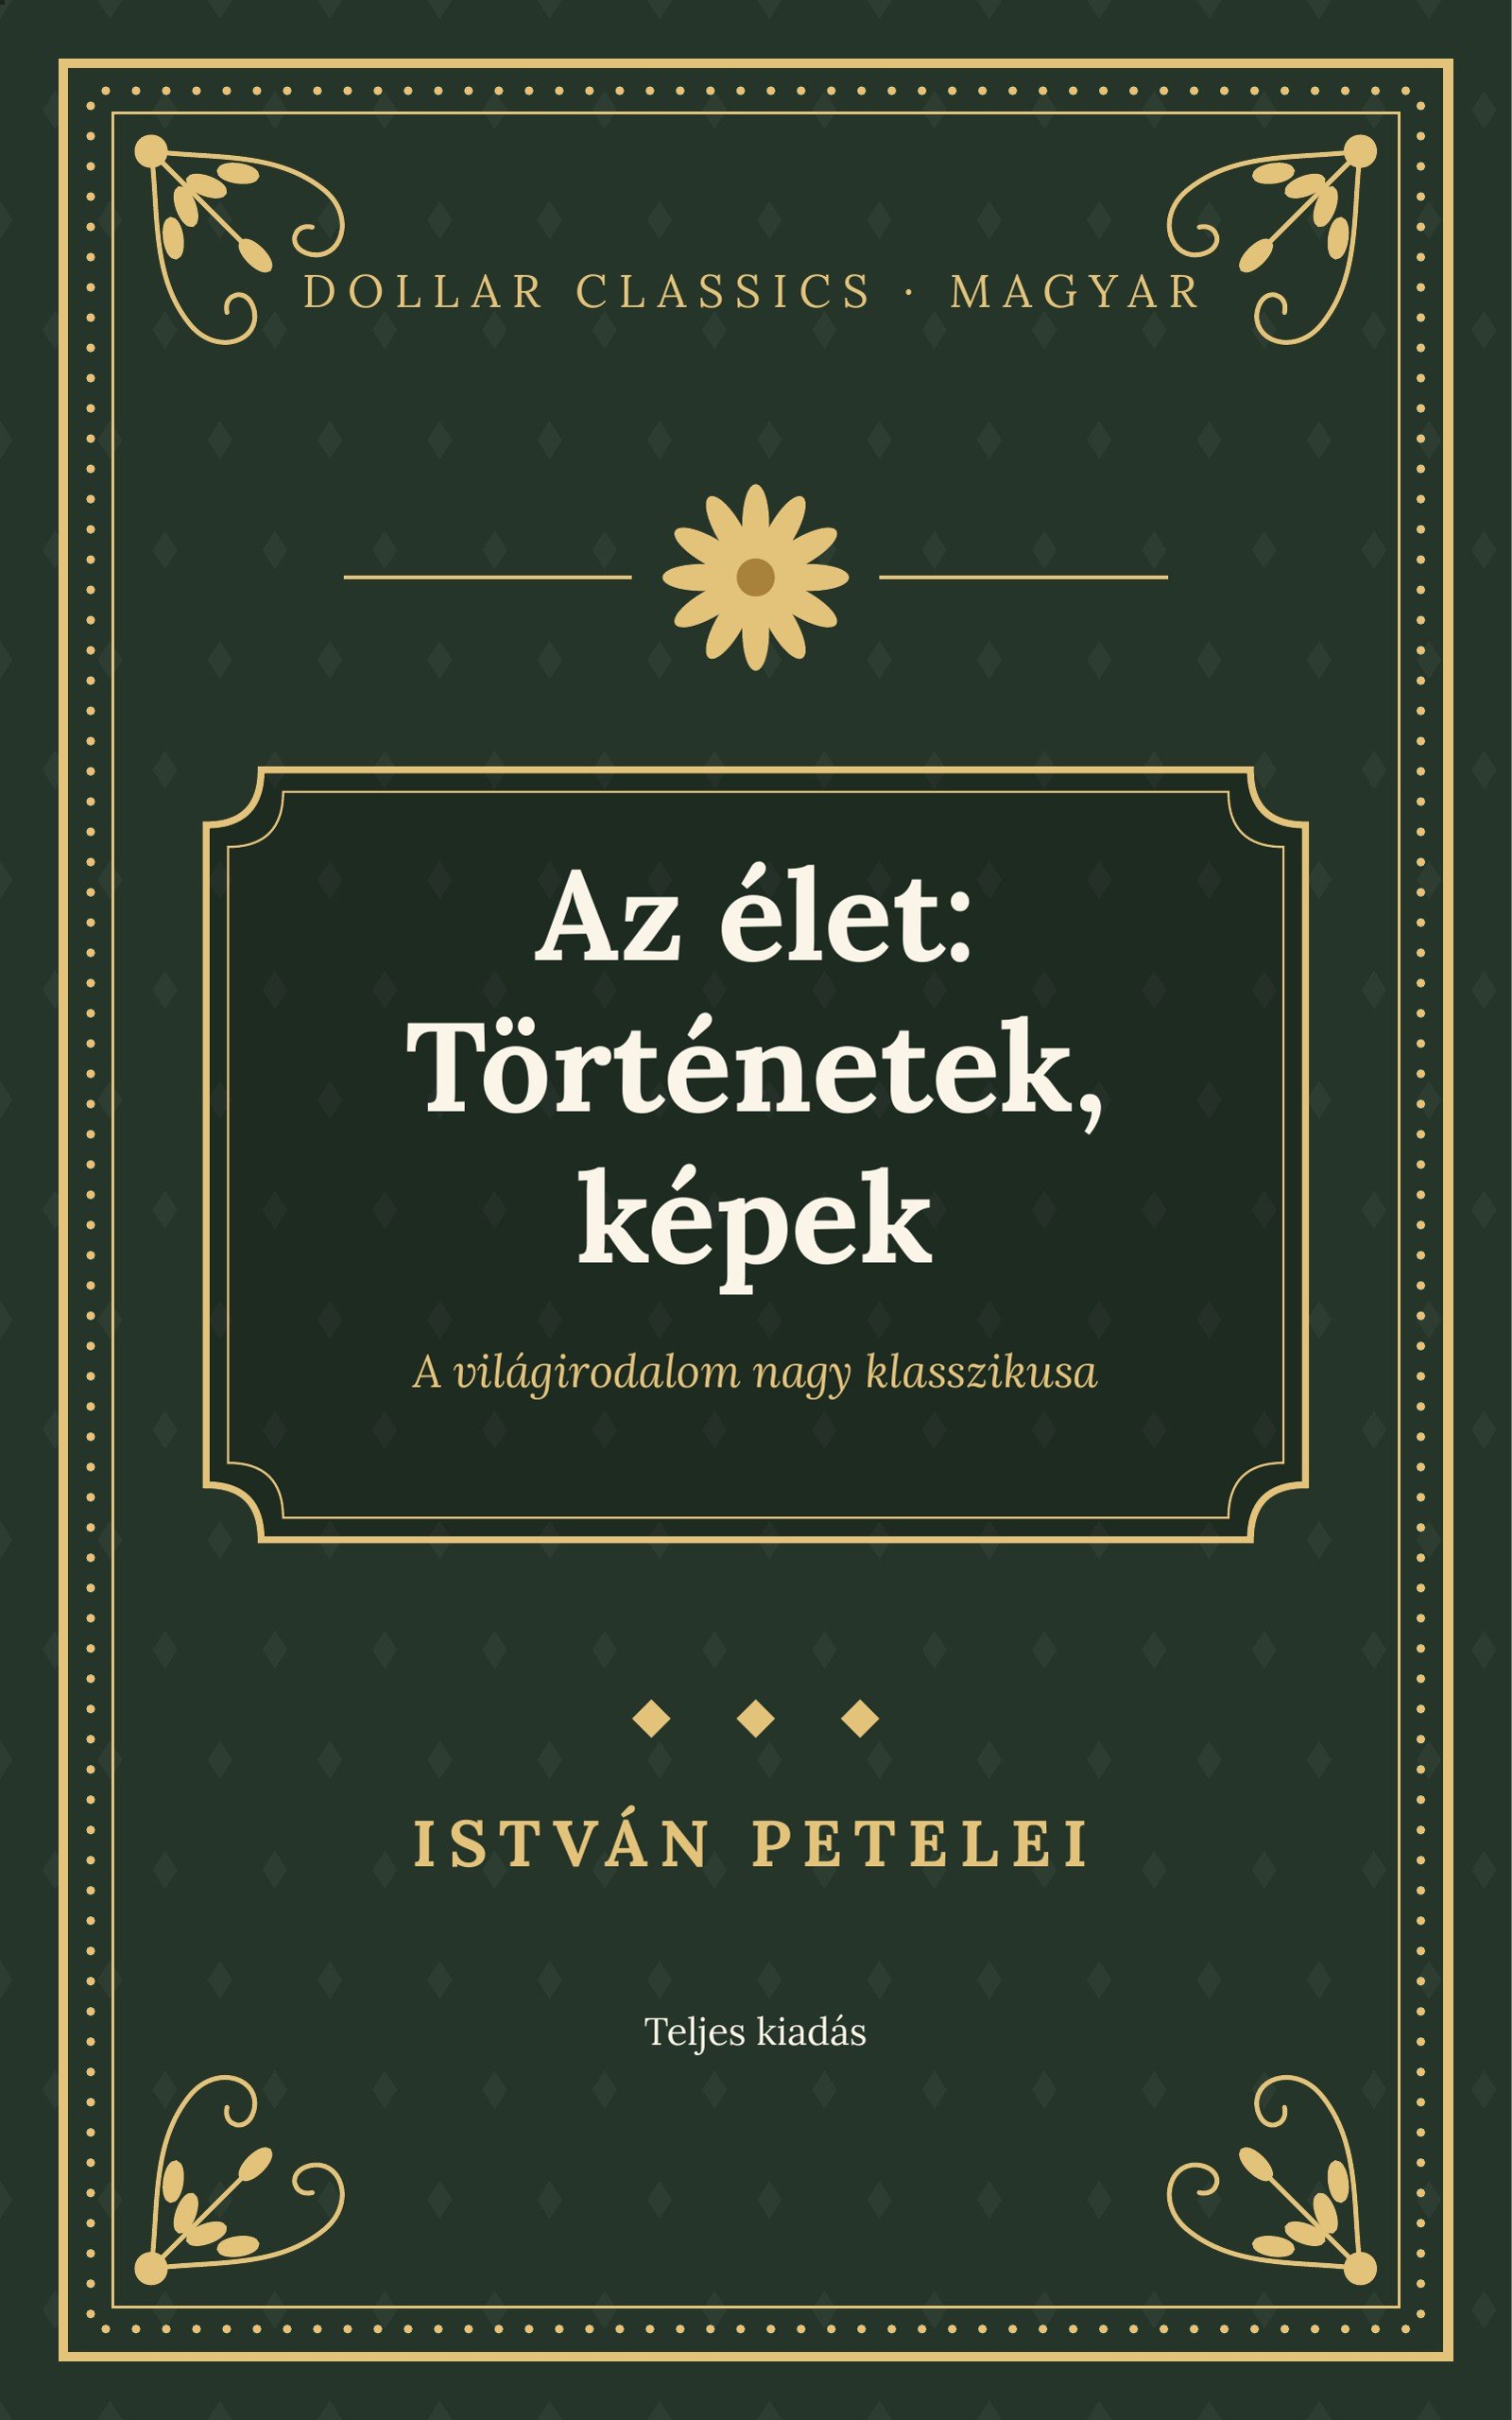 DOLLAR CLASSICS · MAGYAR
Az élet:
Történetek,
képek
A világirodalom nagy klasszikusa
ISTVÁN PETELEI
Teljes kiadás